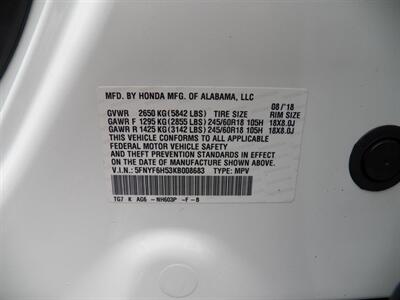 MFD. BY HONDA MFG. OF ALABAMA, LLC 08/'18
GVWR 2650 KG(5842 LBS) TIRE SIZE RIM SIZE
GAWR F 1295 KG(2855 LBS) 245/60R18 105H 18X8.0J
GAWR R 1425 KG(3142 LBS) 245/60R18 105H 18X8.0J
THIS VEHICLE CONFORMS TO ALL APPLICABLE
FEDERAL MOTOR VEHICLE SAFETY
AND THEFT PREVENTION STANDARDS IN EFFECT
ON THE DATE OF MANUFACTURE SHOWN ABOVE.
V.I.N.: 5FNYF6H53KB008683 TYPE: MPV
TG7 K AG6 -NH603P -F-B